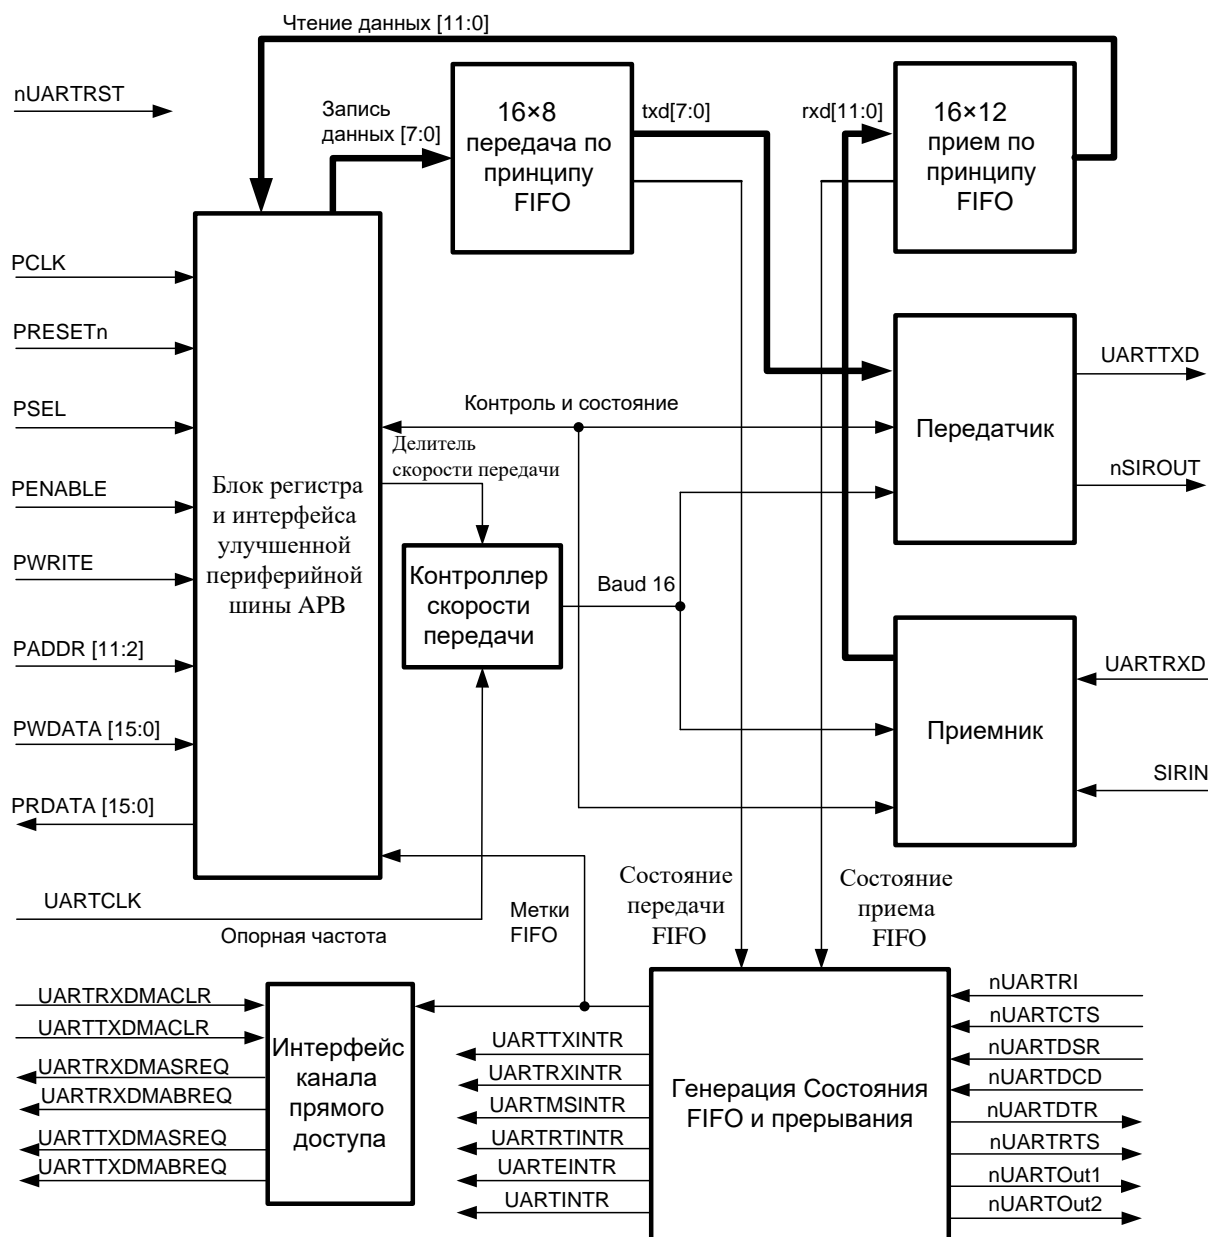 Чтение данных [11:0]
nUARTRST
Запись
данных [7:0]
16×8
передача по
принципу
FIFO
txd[7:0]
rxd[11:0]
16×12
прием по
принципу
FIFO
PCLK
PRESETn
PSEL
PENABLE
PWRITE
PADDR [11:2]
PWDATA [15:0]
PRDATA [15:0]
Блок регистра
и интерфейса
улучшенной
периферийной
шины APB
Контроль и состояние
Делитель
скорости передачи
Контроллер
скорости
передачи
Baud 16
Передатчик
UARTTXD
nSIROUT
Приемник
UARTRXD
SIRIN
UARTCLK
Опорная частота
Метки
FIFO
Состояние
передачи
FIFO
Состояние
приема
FIFO
UARTRXDMACLR
UARTTXDMACLR
UARTRXDMASREQ
UARTRXDMABREQ
UARTTXDMASREQ
UARTTXDMABREQ
Интерфейс
канала
прямого
доступа
UARTTXINTR
UARTRXINTR
UARTMSINTR
UARTRTINTR
UARTEINTR
UARTINTR
Генерация Состояния
FIFO и прерывания
nUARTRI
nUARTCTS
nUARTDSR
nUARTDCD
nUARTDTR
nUARTRTS
nUARTOut1
nUARTOut2